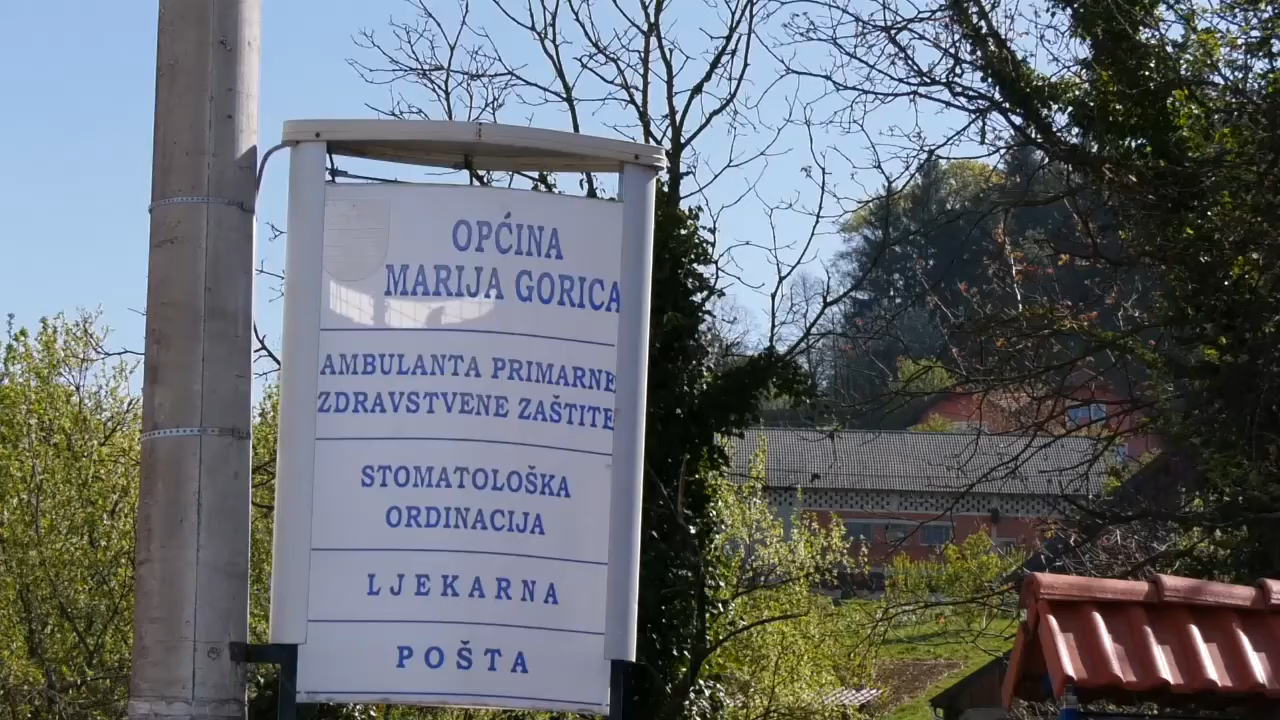 OPĆINA
MARIJA GORICA
AMBULANTA PRIMARNE
ZDRAVSTVENE ZAŠTITE
STOMATOLOŠKA
ORDINACIJA
LJEKARNA
POŠTA